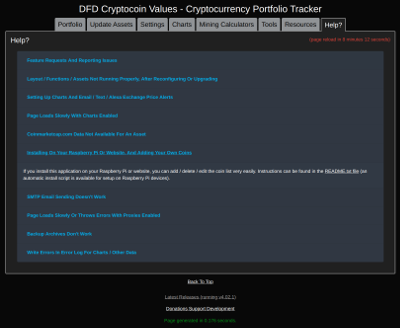 DFD Cryptocoin Values - Cryptocurrency Portfolio Tracker
Portfolio Update Assets Settings Charts Mining Calculators Tools Resources Help?
Help?
(page reload in 9 minutes 12 seconds)
Feature Requests And Reporting Issues
Layout / Functions / Assets Not Running Properly, After Reconfiguring Or Upgrading
Setting Up Charts And Email / Text / Alexa Exchange Price Alerts
Page Loads Slowly With Charts Enabled
Coinmarketcap.com Data Not Available For An Asset
Installing On Your Raspberry Pi Or Website, And Adding Your Own Coins
If you install this application on your Raspberry Pi or website, you can add / delete / edit the coin list very easily. Instructions can be found in the README.txt file (an
automatic install script is available for setup on Raspberry Pi devices).
SMTP Email Sending Doesn't Work
Page Loads Slowly Or Throws Errors With Proxies Enabled
Backup Archives Don't Work
Write Errors In Error Log For Charts / Other Data
Back To Top
Latest Releases (running v4.07.2)
Donations Support Development
Page generated in 0.179 seconds